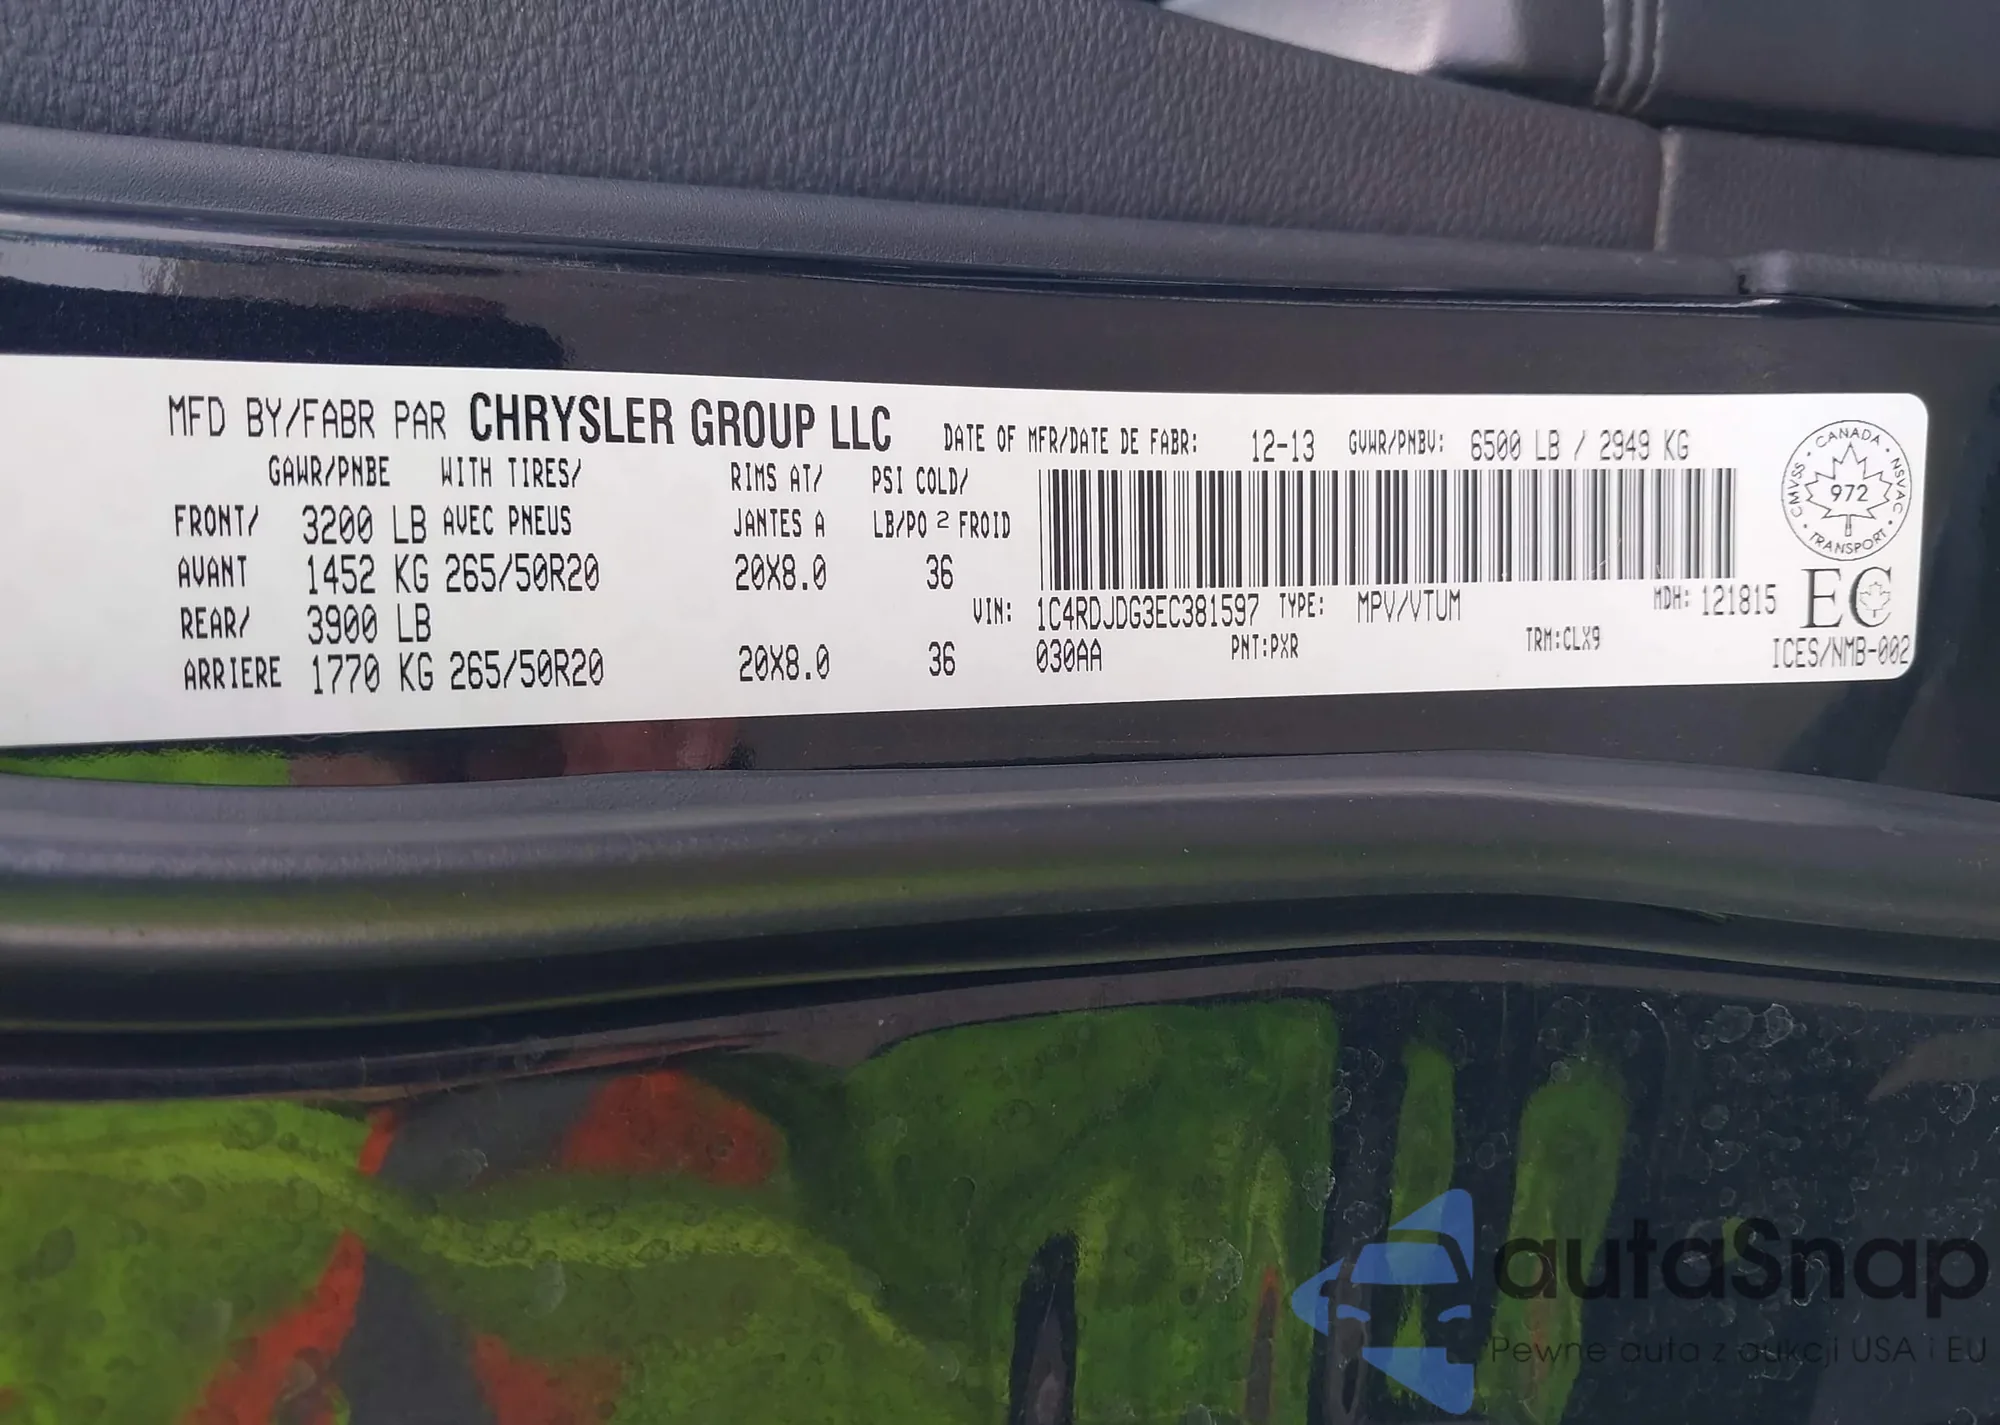 MFD BY/FABR PAR CHRYSLER GROUP LLC DATE OF MFR/DATE DE FABR: 12-13 GVWR/PNBV: 6500 LB / 2949 KG
GAWR/PNBE WITH TIRES/ RIMS AT/ PSI COLD/
FRONT/ 3200 LB AVEC PNEUS JANTES A LB/PO 2 FROID
AVANT 1452 KG 265/50R20 20X8.0 36
REAR/ 3900 LB
ARRIERE 1770 KG 265/50R20 20X8.0 36
VIN: 1C4RDJDG3EC381597 TYPE: MPV/VTUM MDH: 121815
030AA PNT:PXR TRM:CLX9
CANADA
CMVSS 972 NSVAC
TRANSPORT
EC
ICES/NMB-002
autaSnap
Pewne auta z aukcji USA i EU